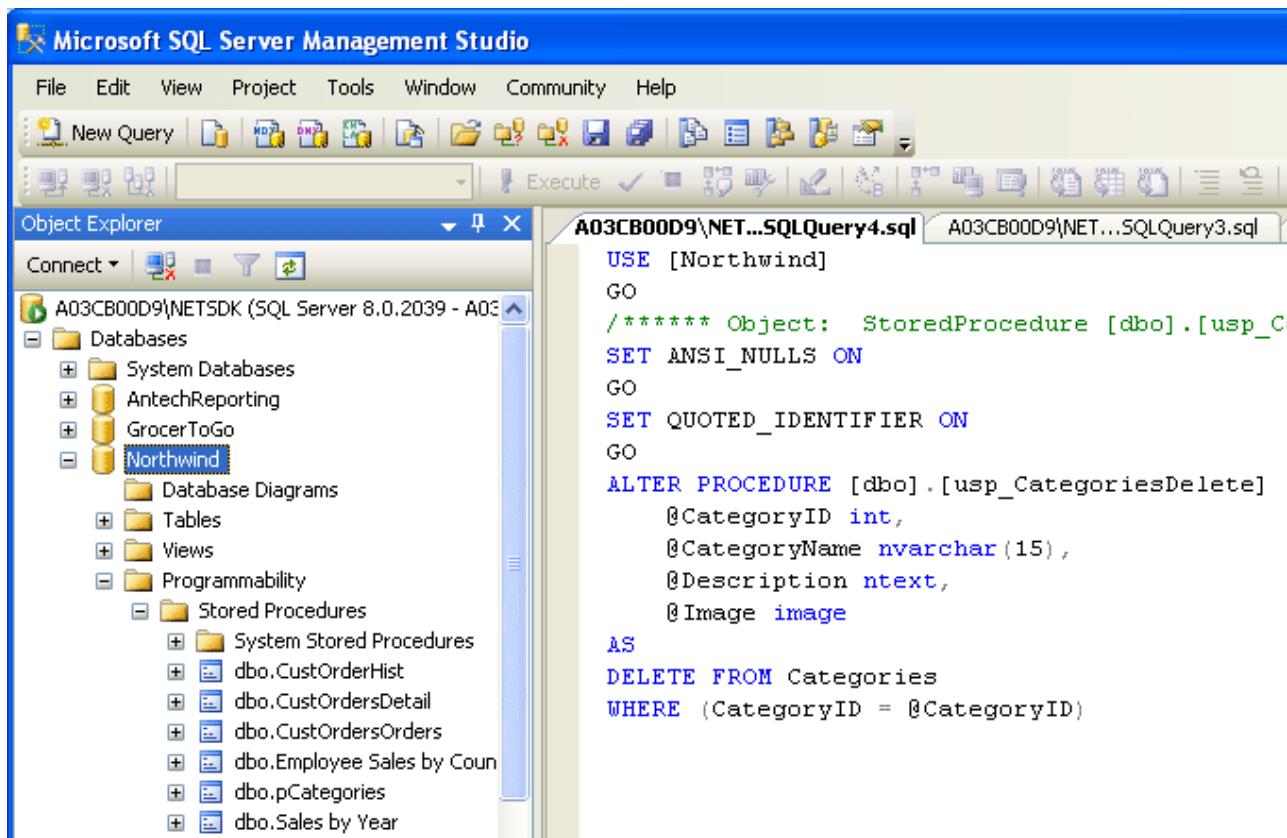 Microsoft SQL Server Management Studio
File Edit View Project Tools Window Community Help
New Query
Execute
Object Explorer
Connect
A03CB00D9\NETSDK (SQL Server 8.0.2039 - A03
Databases
System Databases
AntechReporting
GrocerToGo
Northwind
Database Diagrams
Tables
Views
Programmability
Stored Procedures
System Stored Procedures
dbo.CustOrderHist
dbo.CustOrdersDetail
dbo.CustOrdersOrders
dbo.Employee Sales by Coun
dbo.pCategories
dbo.Sales by Year
A03CB00D9\NET...SQLQuery4.sql A03CB00D9\NET...SQLQuery3.sql
USE [Northwind]
GO
/****** Object:  StoredProcedure [dbo].[usp_C
SET ANSI_NULLS ON
GO
SET QUOTED_IDENTIFIER ON
GO
ALTER PROCEDURE [dbo].[usp_CategoriesDelete]
@CategoryID int,
@CategoryName nvarchar(15),
@Description ntext,
@Image image
AS
DELETE FROM Categories
WHERE (CategoryID = @CategoryID)